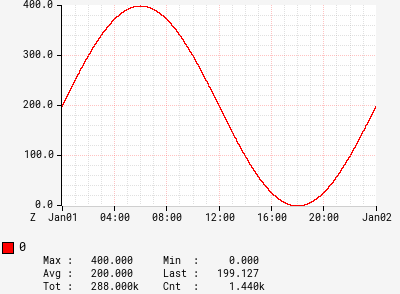 400.0
300.0
200.0
100.0
0.0
Z Jan01 04:00 08:00 12:00 16:00 20:00 Jan02
0
Max : 400.000 Min : 0.000
Avg : 200.000 Last : 199.127
Tot : 288.000k Cnt : 1.440k